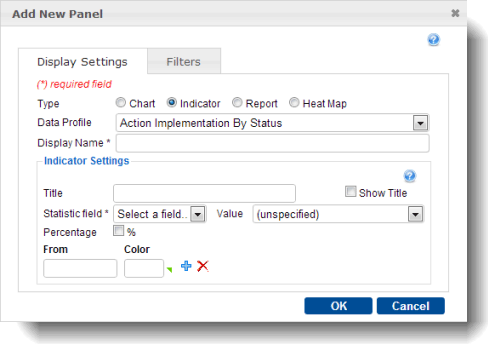 Add New Panel
Display Settings Filters
(*) required field
Type Chart Indicator Report Heat Map
Data Profile Action Implementation By Status
Display Name *
Indicator Settings
Title Show Title
Statistic field * Select a field.. Value (unspecified)
Percentage %
From Color
OK Cancel